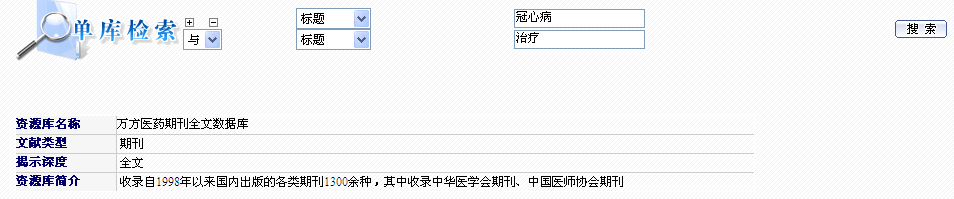 单库检索
标题 冠心病
与 标题 治疗
搜 索
资源库名称 万方医药期刊全文数据库
文献类型 期刊
揭示深度 全文
资源库简介 收录自1998年以来国内出版的各类期刊1300余种，其中收录中华医学会期刊、中国医师协会期刊